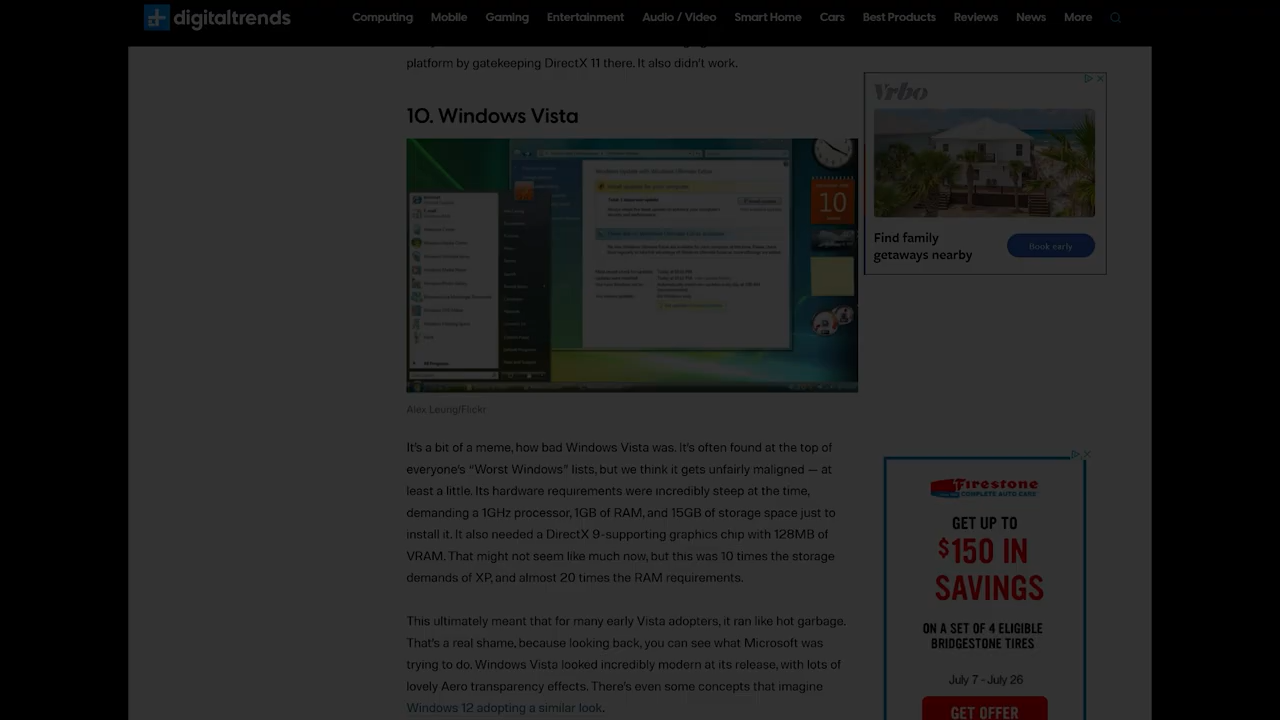 digitaltrends
Computing Mobile Gaming Entertainment Audio / Video Smart Home Cars Best Products Reviews News More
platform by gatekeeping DirectX 11 there. It also didn't work.
10. Windows Vista
10
All Programs
Alex Leung/Flickr
It's a bit of a meme, how bad Windows Vista was. It's often found at the top of
everyone's “Worst Windows” lists, but we think it gets unfairly maligned — at
least a little. Its hardware requirements were incredibly steep at the time,
demanding a 1GHz processor, 1GB of RAM, and 15GB of storage space just to
install it. It also needed a DirectX 9-supporting graphics chip with 128MB of
VRAM. That might not seem like much now, but this was 10 times the storage
demands of XP, and almost 20 times the RAM requirements.
This ultimately meant that for many early Vista adopters, it ran like hot garbage.
That's a real shame, because looking back, you can see what Microsoft was
trying to do. Windows Vista looked incredibly modern at its release, with lots of
lovely Aero transparency effects. There's even some concepts that imagine
Windows 12 adopting a similar look.
Vrbo
Find family
getaways nearby
Book early
Firestone
COMPLETE AUTO CARE
GET UP TO
$150 IN
SAVINGS
ON A SET OF 4 ELIGIBLE
BRIDGESTONE TIRES
July 7 - July 26
GET OFFER